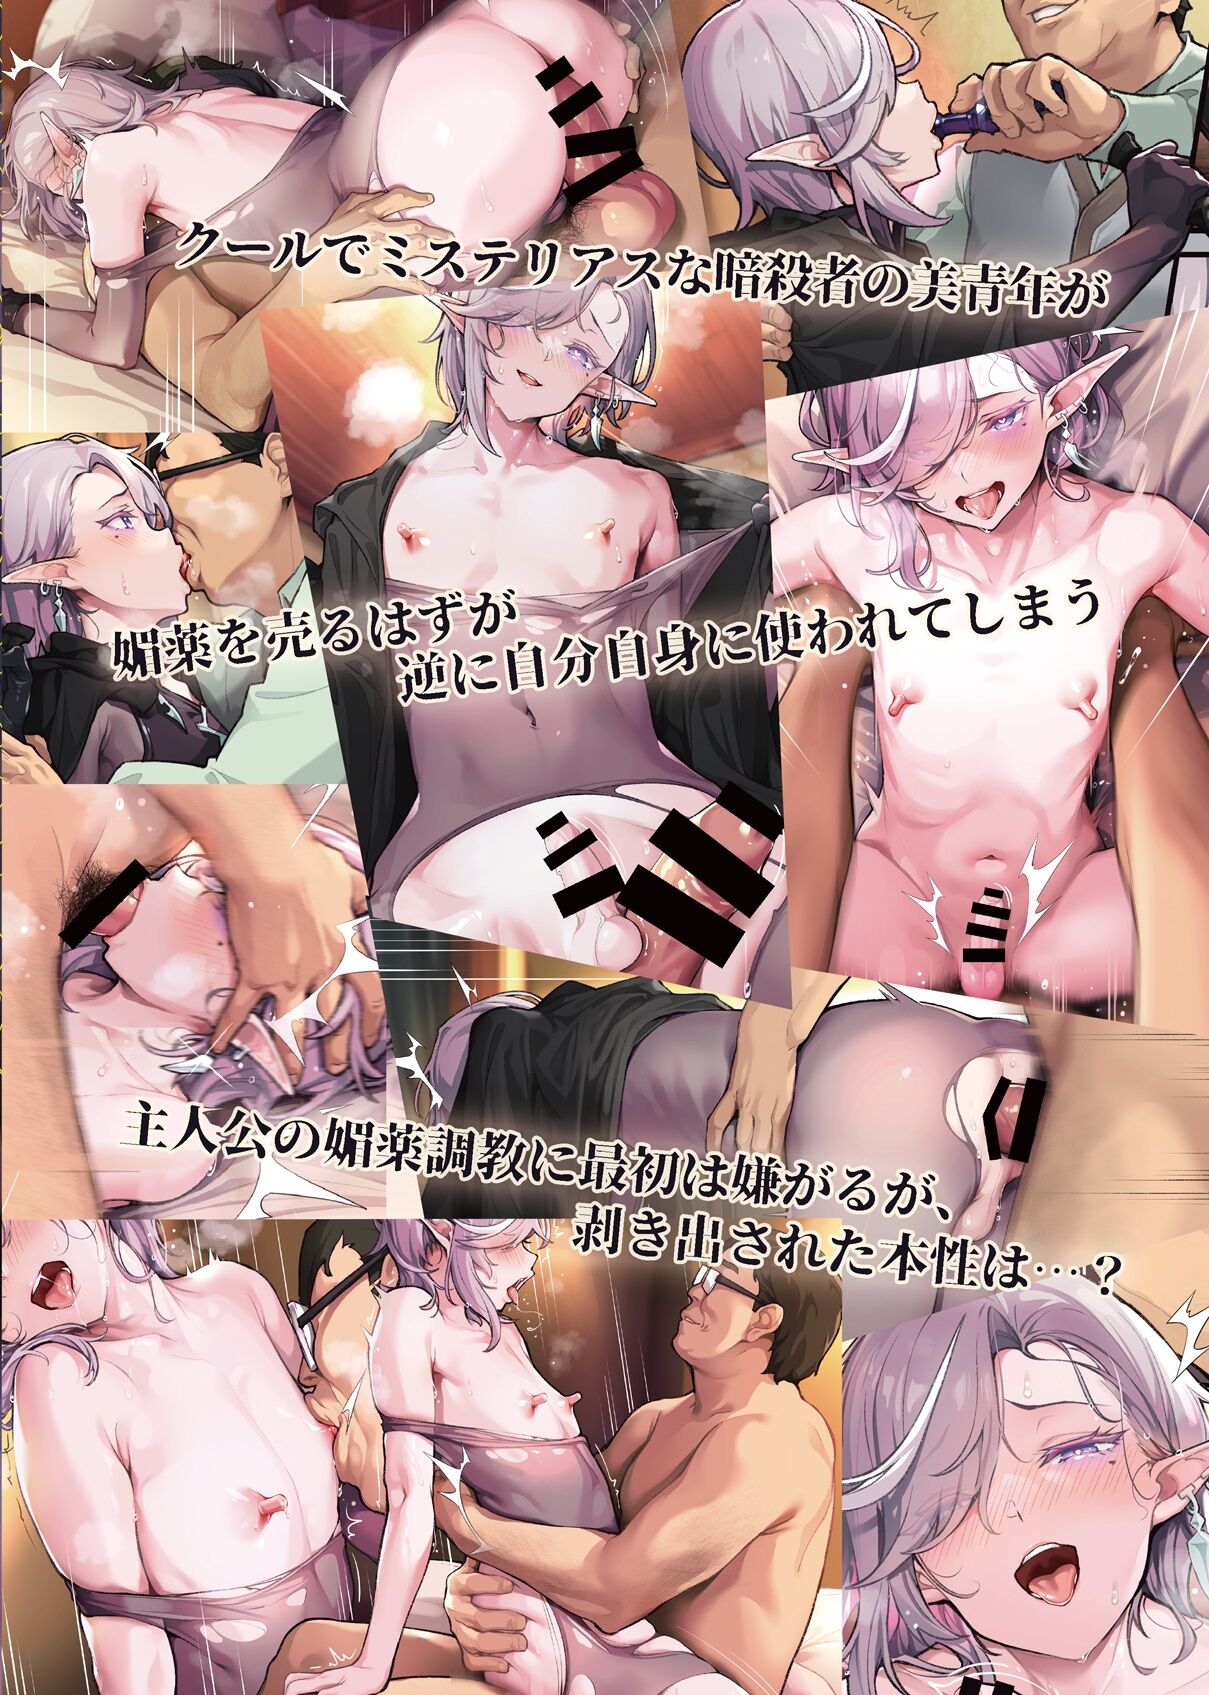 クールでミステリアスな暗殺者の美青年が
媚薬を売るはずが
逆に自分自身に使われてしまう
主人公の媚薬調教に最初は嫌がるが、
剥き出された本性は…？